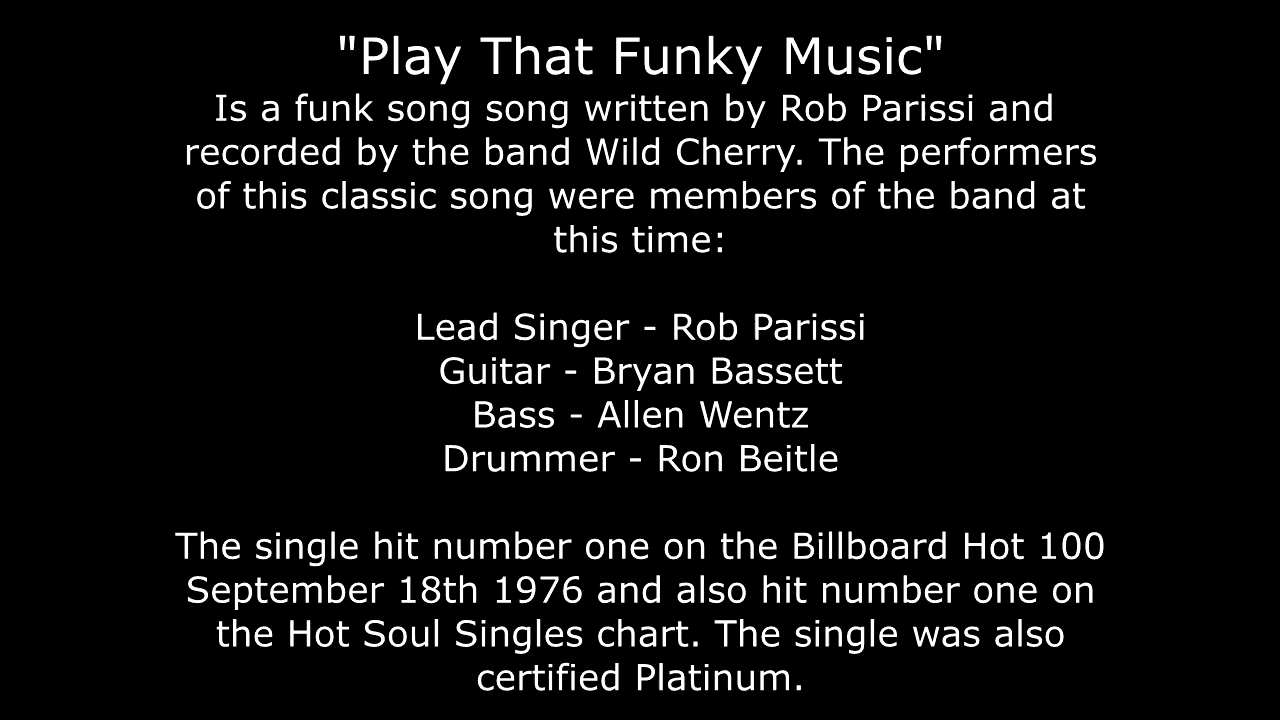 "Play That Funky Music"
Is a funk song song written by Rob Parissi and
recorded by the band Wild Cherry. The performers
of this classic song were members of the band at
this time:
Lead Singer - Rob Parissi
Guitar - Bryan Bassett
Bass - Allen Wentz
Drummer - Ron Beitle
The single hit number one on the Billboard Hot 100
September 18th 1976 and also hit number one on
the Hot Soul Singles chart. The single was also
certified Platinum.